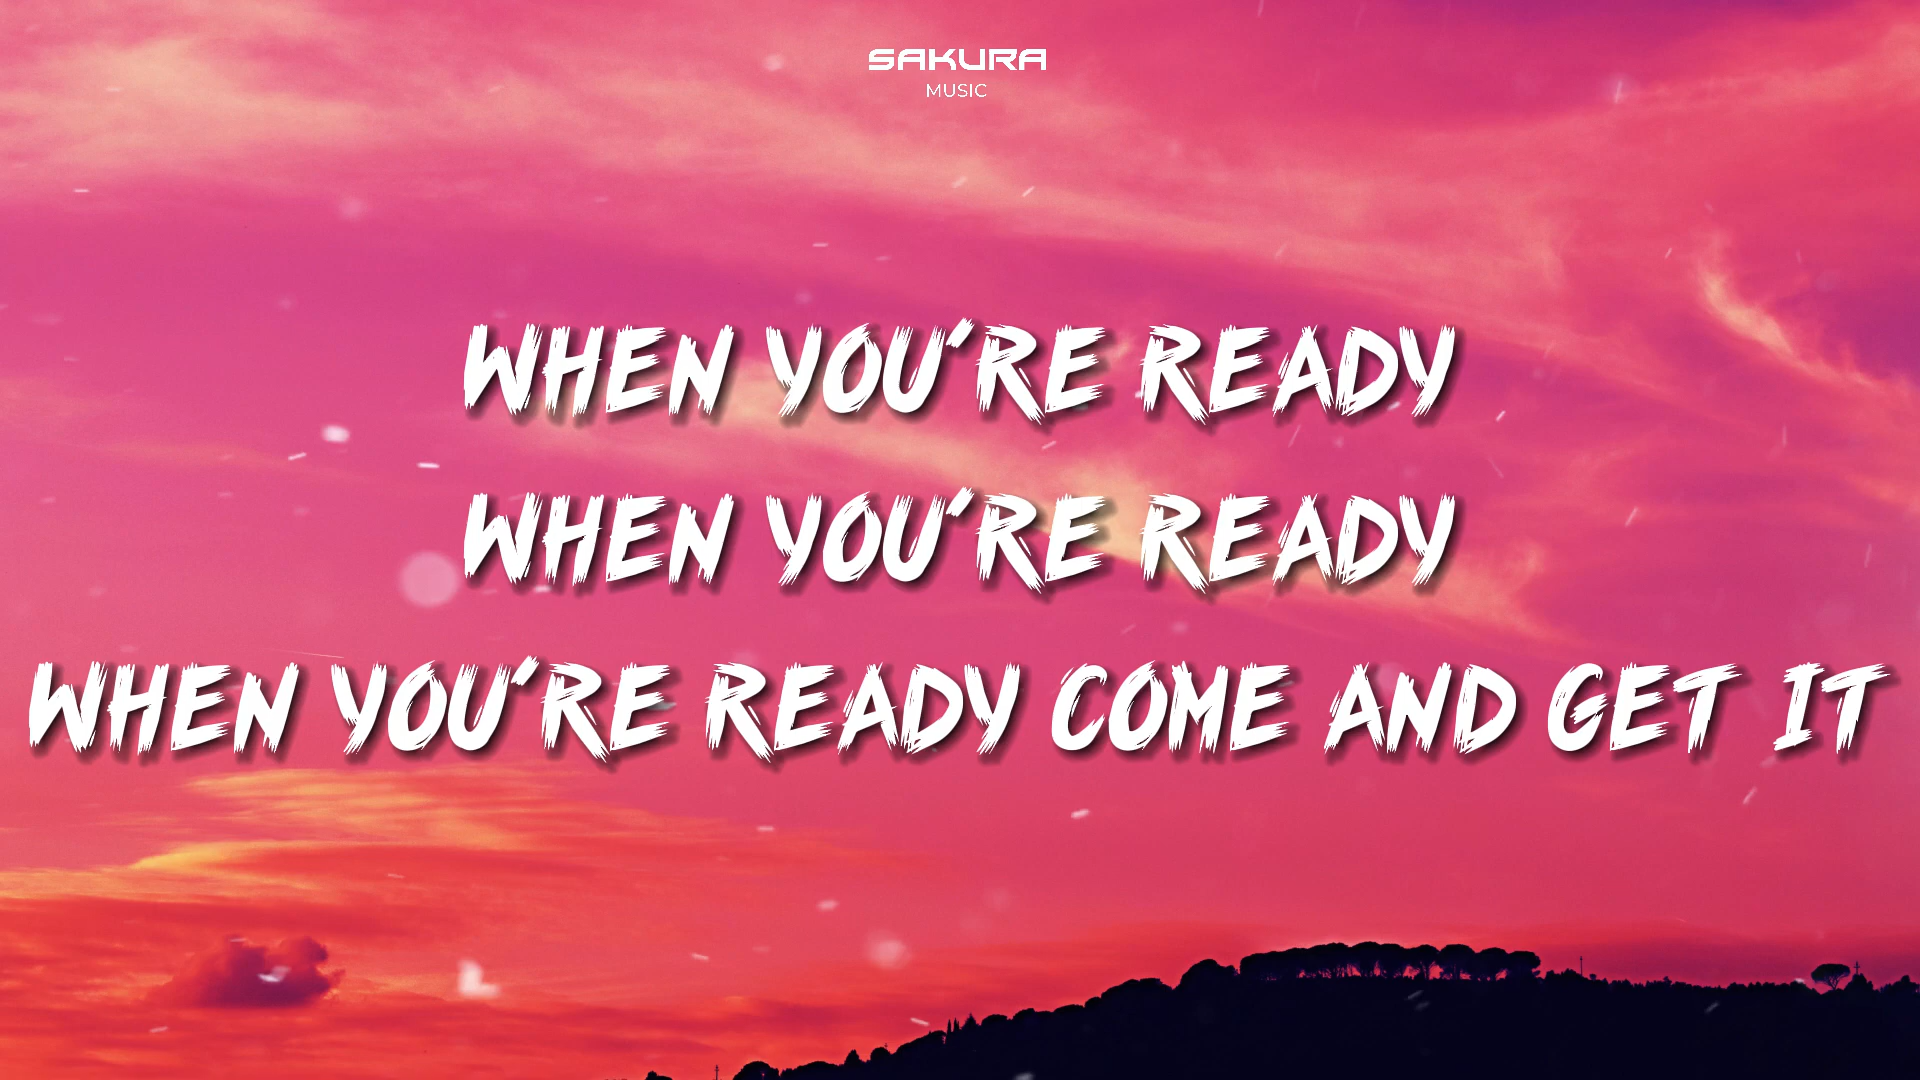 SAKURA
MUSIC
WHEN YOU'RE READY
WHEN YOU'RE READY
WHEN YOU'RE READY COME AND GET IT